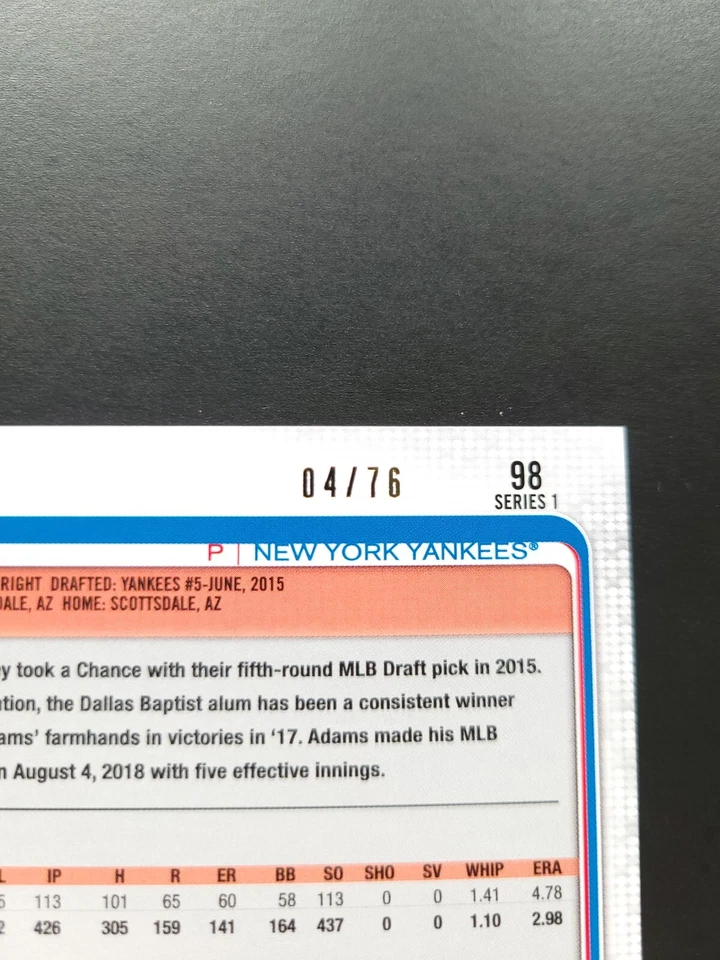 04/76
98
SERIES 1
P | NEW YORK YANKEES®
RIGHT DRAFTED: YANKEES #5-JUNE, 2015
DALE, AZ HOME: SCOTTSDALE, AZ
y took a Chance with their fifth-round MLB Draft pick in 2015.
ntion, the Dallas Baptist alum has been a consistent winner
ams' farmhands in victories in '17. Adams made his MLB
n August 4, 2018 with five effective innings.
L IP H R ER BB SO SHO SV WHIP ERA
5 113 101 65 60 58 113 0 0 1.41 4.78
2 426 305 159 141 164 437 0 0 1.10 2.98